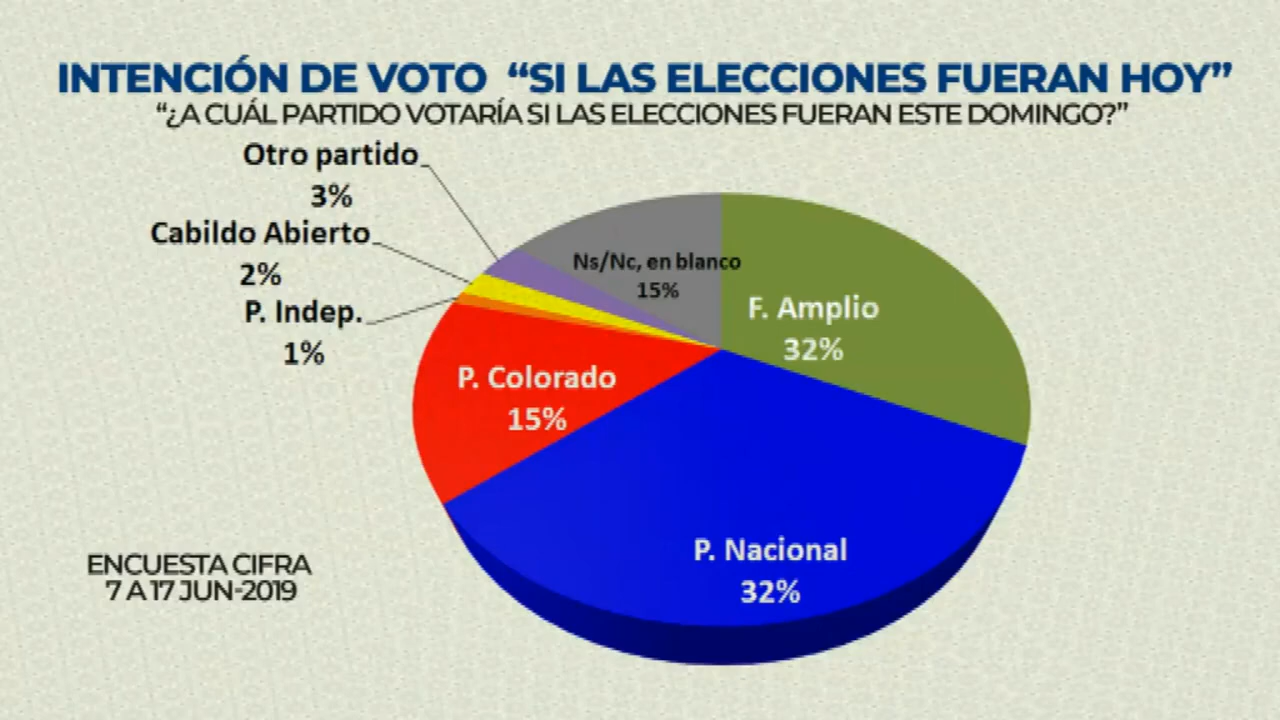 INTENCIÓN DE VOTO “SI LAS ELECCIONES FUERAN HOY”
“¿A CUÁL PARTIDO VOTARÍA SI LAS ELECCIONES FUERAN ESTE DOMINGO?”
Otro partido
3%
Cabildo Abierto
2%
P. Indep.
1%
Ns/Nc, en blanco
15%
F. Amplio
32%
P. Colorado
15%
P. Nacional
32%
ENCUESTA CIFRA
7 A 17 JUN-2019